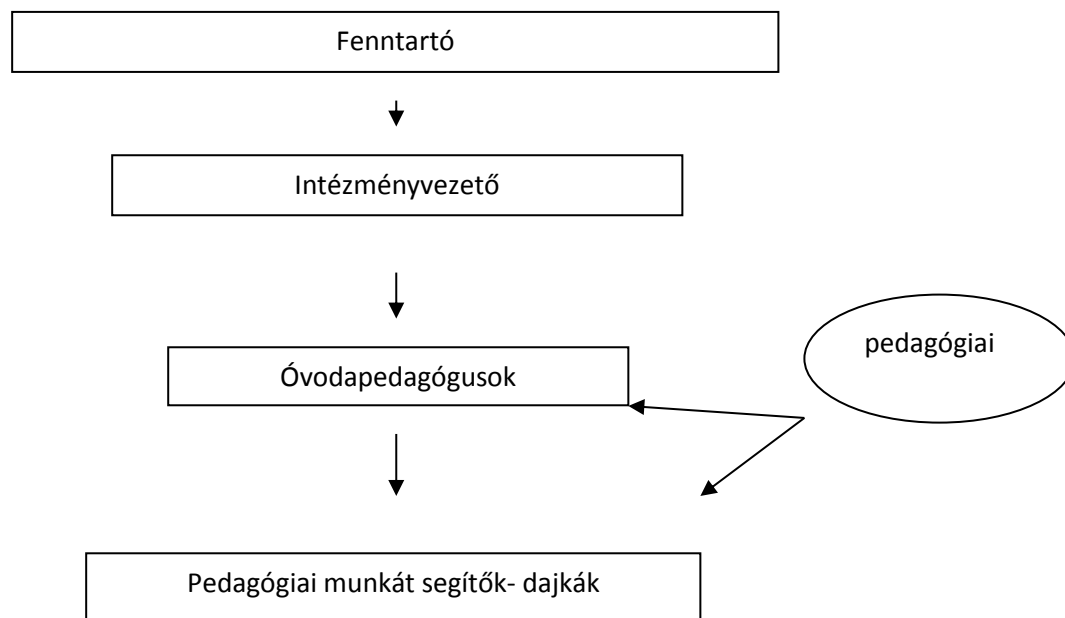 Fenntartó
Intézményvezető
pedagógiai
Óvodapedagógusok
Pedagógiai munkát segítők- dajkák